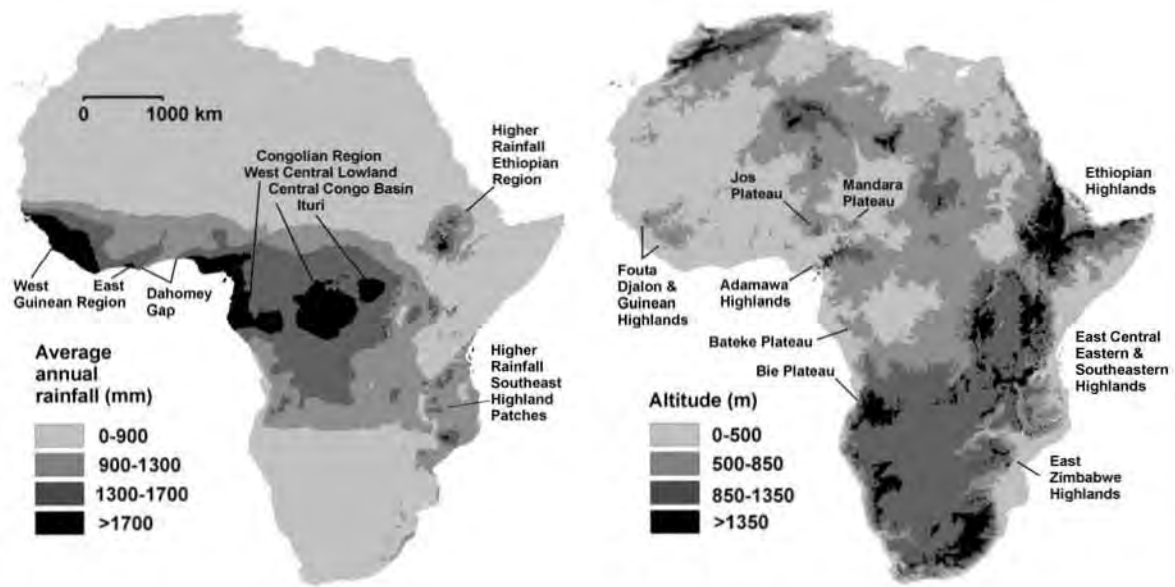 0 1000 km
Higher
Rainfall
Ethiopian
Region
Congolian Region
West Central Lowland
Central Congo Basin
Ituri
West
Guinean Region
East
Dahomey
Gap
Higher
Rainfall
Southeast
Highland
Patches
Average
annual
rainfall (mm)
0-900
900-1300
1300-1700
>1700
Jos
Plateau
Mandara
Plateau
Ethiopian
Highlands
Fouta
Djalon &
Guinean
Highlands
Adamawa
Highlands
Bateke Plateau
Bie Plateau
East Central
Eastern &
Southeastern
Highlands
East
Zimbabwe
Highlands
Altitude (m)
0-500
500-850
850-1350
>1350